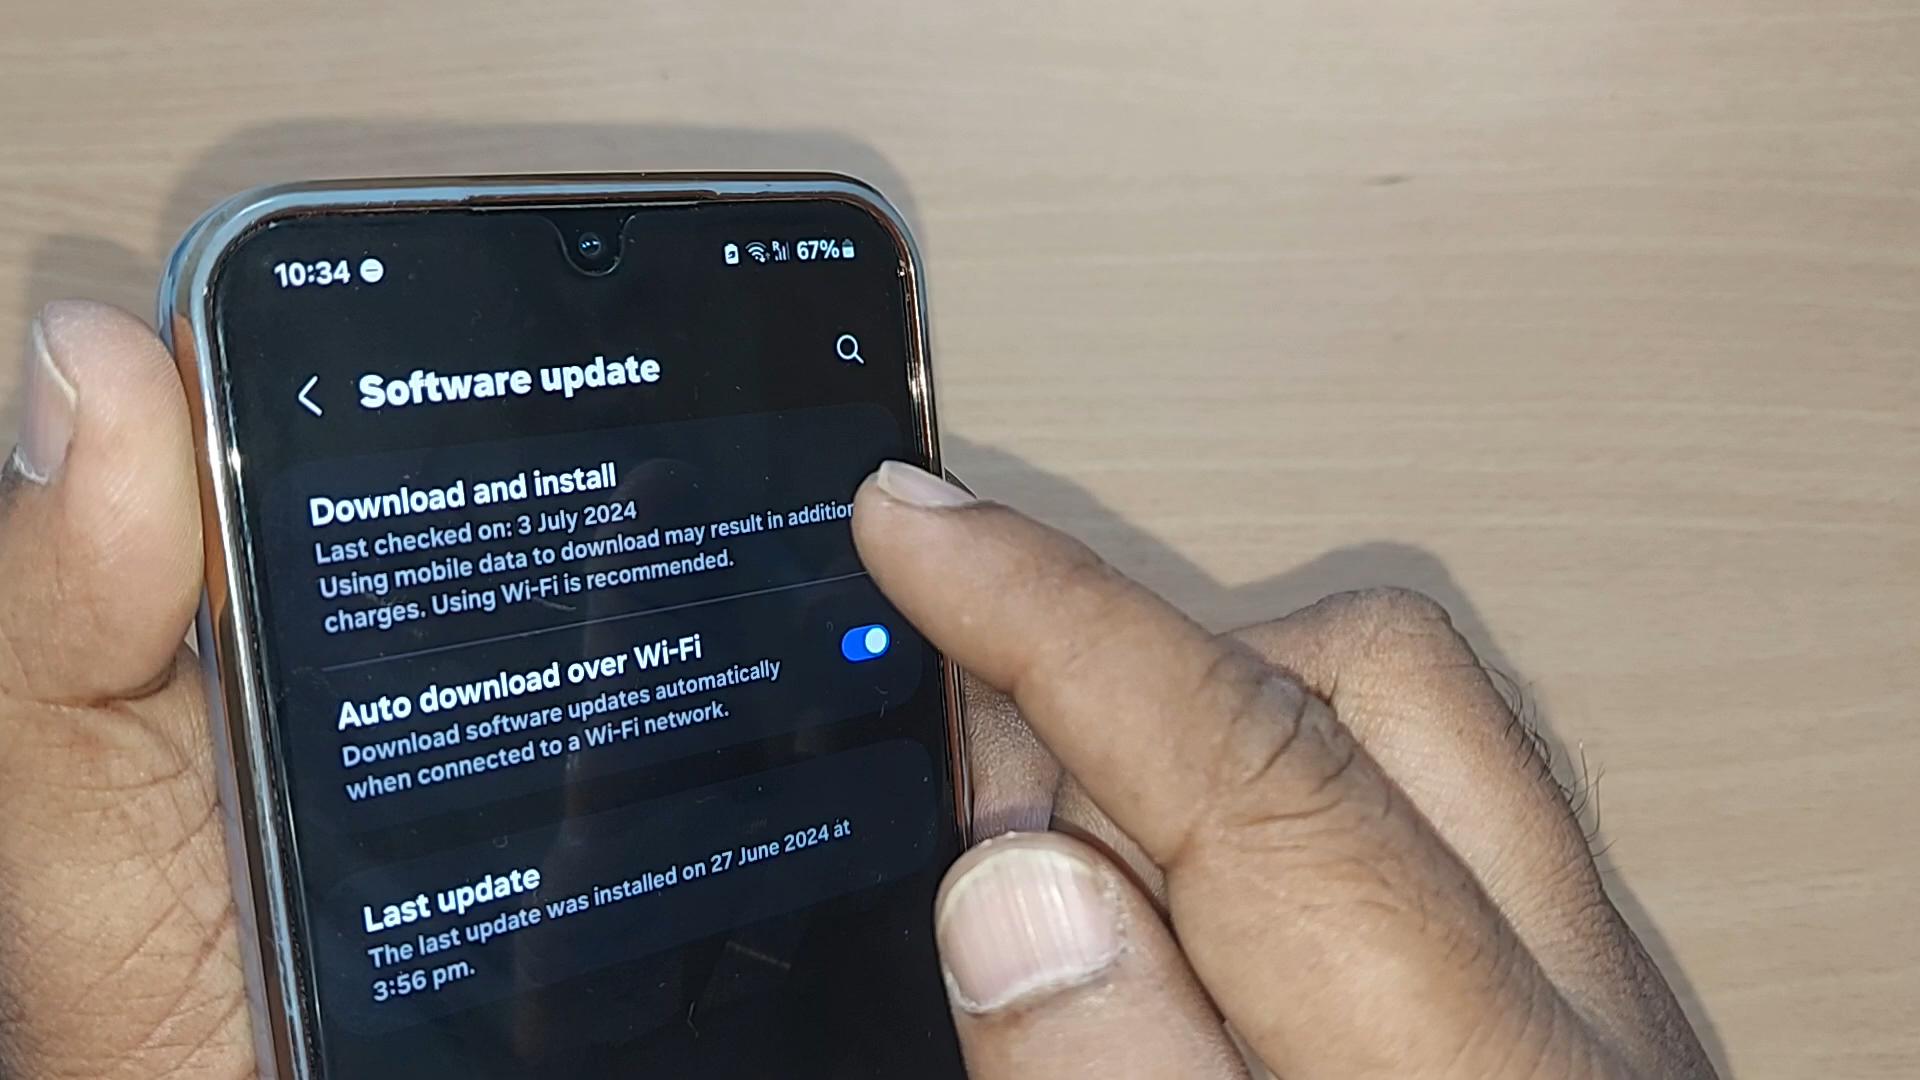 10:34
R 67%
Software update
Download and install
Last checked on: 3 July 2024
Using mobile data to download may result in
charges. Using Wi-Fi is recommended.
Auto download over Wi-Fi
Download software updates automatically
when connected to a Wi-Fi network.
Last update
The last update was installed on 27 June 2024 at
3:56 pm.